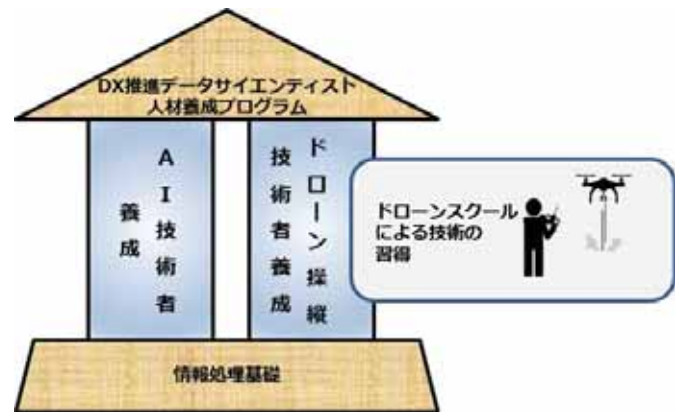 DX推進データサイエンティスト
人材養成プログラム
AI技術者
養成
ドローン操縦
技術者養成
ドローンスクール
による技術の
習得
情報処理基礎